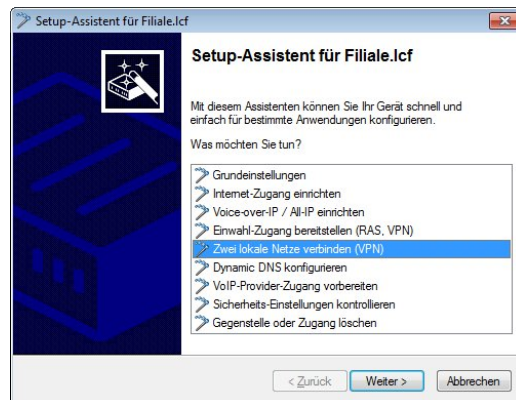 Setup-Assistent für Filiale.lcf
Setup-Assistent für Filiale.lcf
Mit diesem Assistenten können Sie Ihr Gerät schnell und
einfach für bestimmte Anwendungen konfigurieren.
Was möchten Sie tun?
Grundeinstellungen
Internet-Zugang einrichten
Voice-over-IP / All-IP einrichten
Einwahl-Zugang bereitstellen (RAS, VPN)
Zwei lokale Netze verbinden (VPN)
Dynamic DNS konfigurieren
VoIP-Provider-Zugang vorbereiten
Sicherheits-Einstellungen kontrollieren
Gegenstelle oder Zugang löschen
< Zurück Weiter > Abbrechen